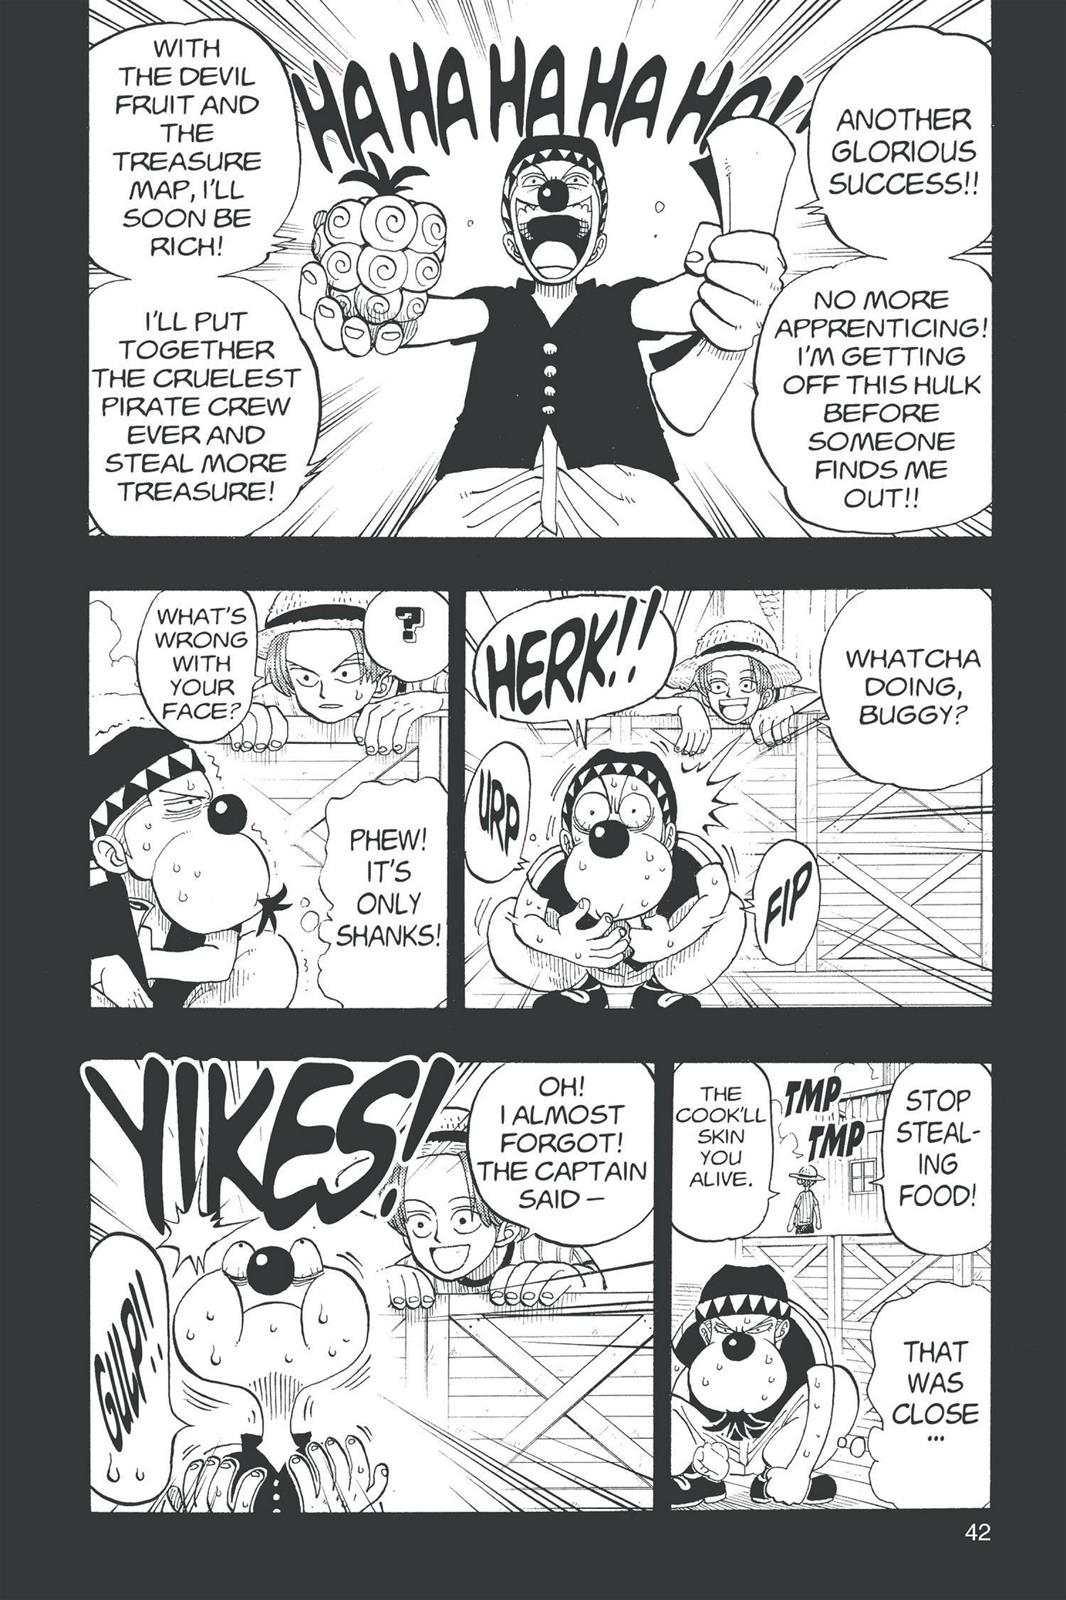 ANOTHER
GLORIOUS
SUCCESS!!
NO MORE
APPRENTICING!
I'M GETTING
OFF THIS HULK
BEFORE
SOMEONE
FINDS ME
OUT!!
HA HA HA HA HA HA!!
WITH
THE DEVIL
FRUIT AND
THE
TREASURE
MAP, I'LL
SOON BE
RICH!
I'LL PUT
TOGETHER
THE CRUELEST
PIRATE CREW
EVER AND
STEAL MORE
TREASURE!
WHATCHA
DOING,
BUGGY?
HERK!!
URP
FIP
?
WHAT'S
WRONG
WITH
YOUR
FACE?
PHEW!
IT'S
ONLY
SHANKS!
STOP
STEAL-
ING
FOOD!
TMP
TMP
THE
COOK'LL
SKIN
YOU
ALIVE.
THAT
WAS
CLOSE
...
OH!
I ALMOST
FORGOT!
THE CAPTAIN
SAID—
YIKES!
GULP!!
42